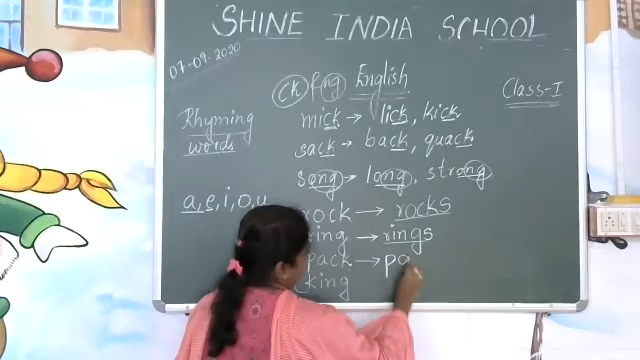 SHINE INDIA SCHOOL
07-09-2020
ck / ng English
Class-I
Rhyming words
mick → lick, kick
sack → back, quack
song → long, strong
a, e, i, o, u
rock → rocks
ring → rings
pack → pa
king